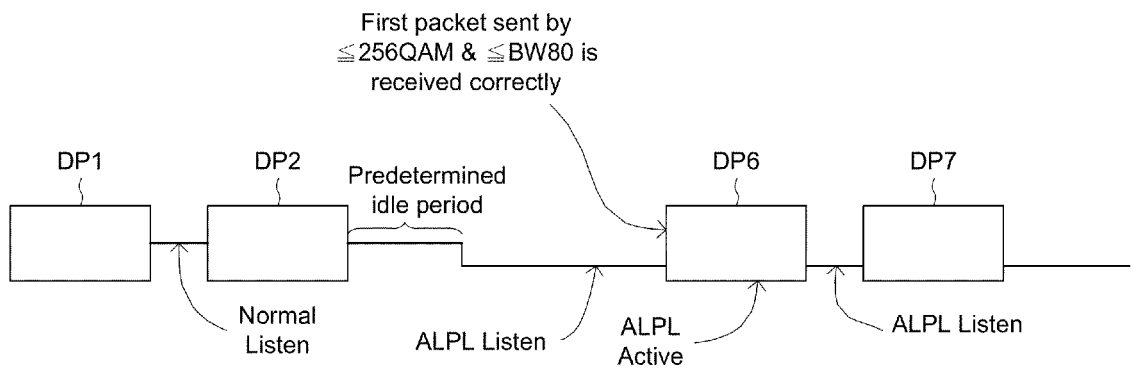 First packet sent by
≦256QAM & ≦BW80 is
received correctly
DP1
DP2
Predetermined
idle period
DP6
DP7
Normal
Listen
ALPL Listen
ALPL
Active
ALPL Listen